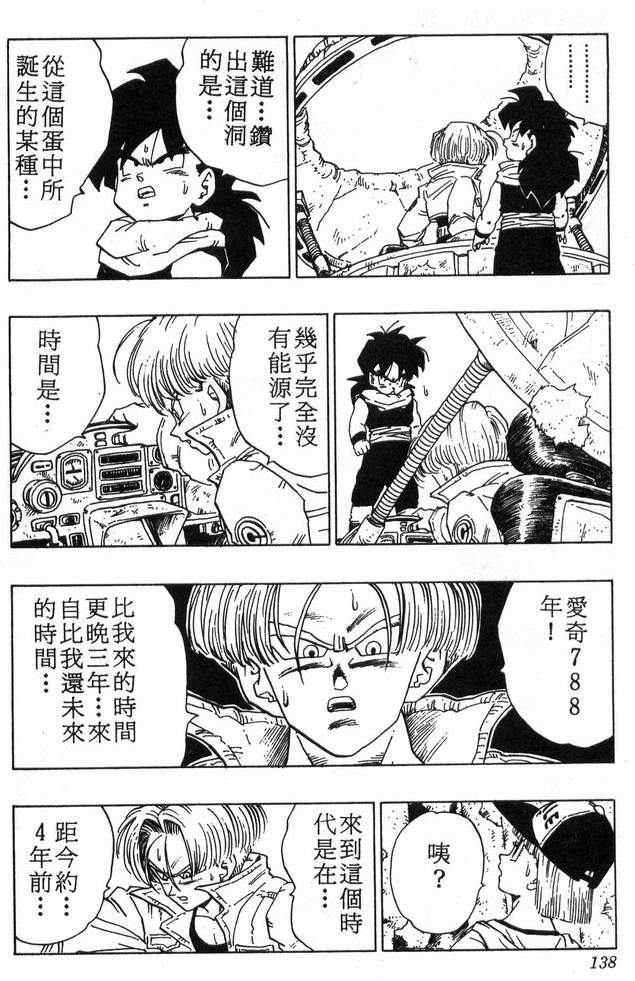 ⋯⋯⋯
難道⋯鑽
出這個洞
的是⋯
從這個蛋中所
誕生的某種⋯
幾乎完全沒
有能源了⋯
時間是⋯
愛奇788
年！
比我來的時間
更晚三年⋯來
自比我還未來
的時間⋯
咦？
來到這個時
代是在⋯
距今約⋯
4年前⋯
138